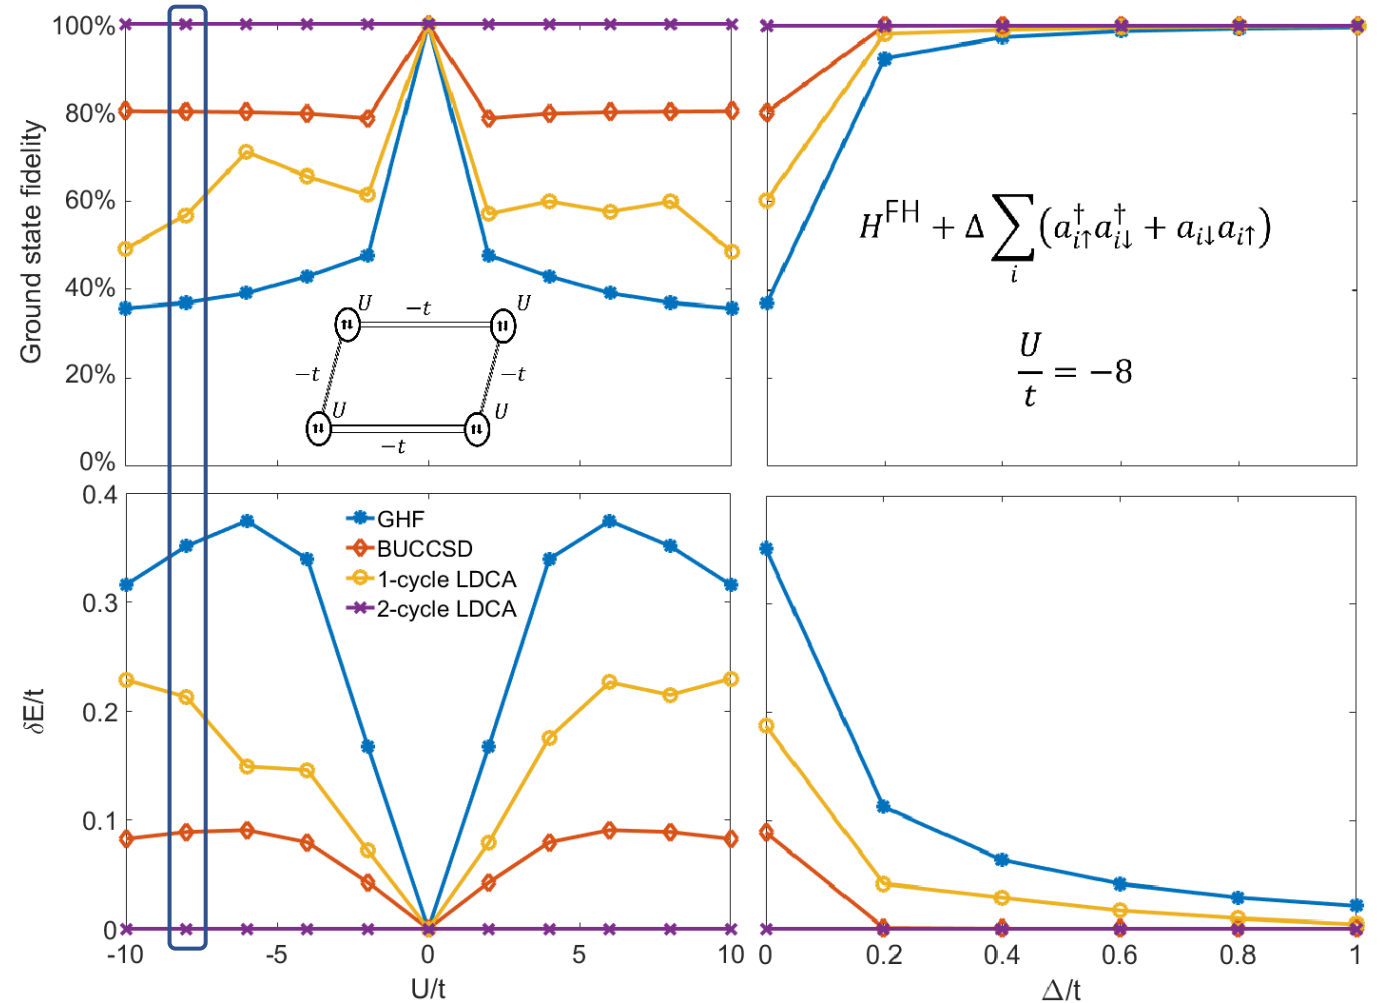 Ground state fidelity
100%
80%
60%
40%
20%
0%
U
−t
U
−t
−t
U
U
−t
H^FH + Δ ∑_i (a†_i↑ a†_i↓ + a_i↓ a_i↑)
U/t = −8
δE/t
0.4
0.3
0.2
0.1
0
GHF
BUCCSD
1-cycle LDCA
2-cycle LDCA
-10
-5
0
5
10
U/t
0
0.2
0.4
0.6
0.8
1
Δ/t